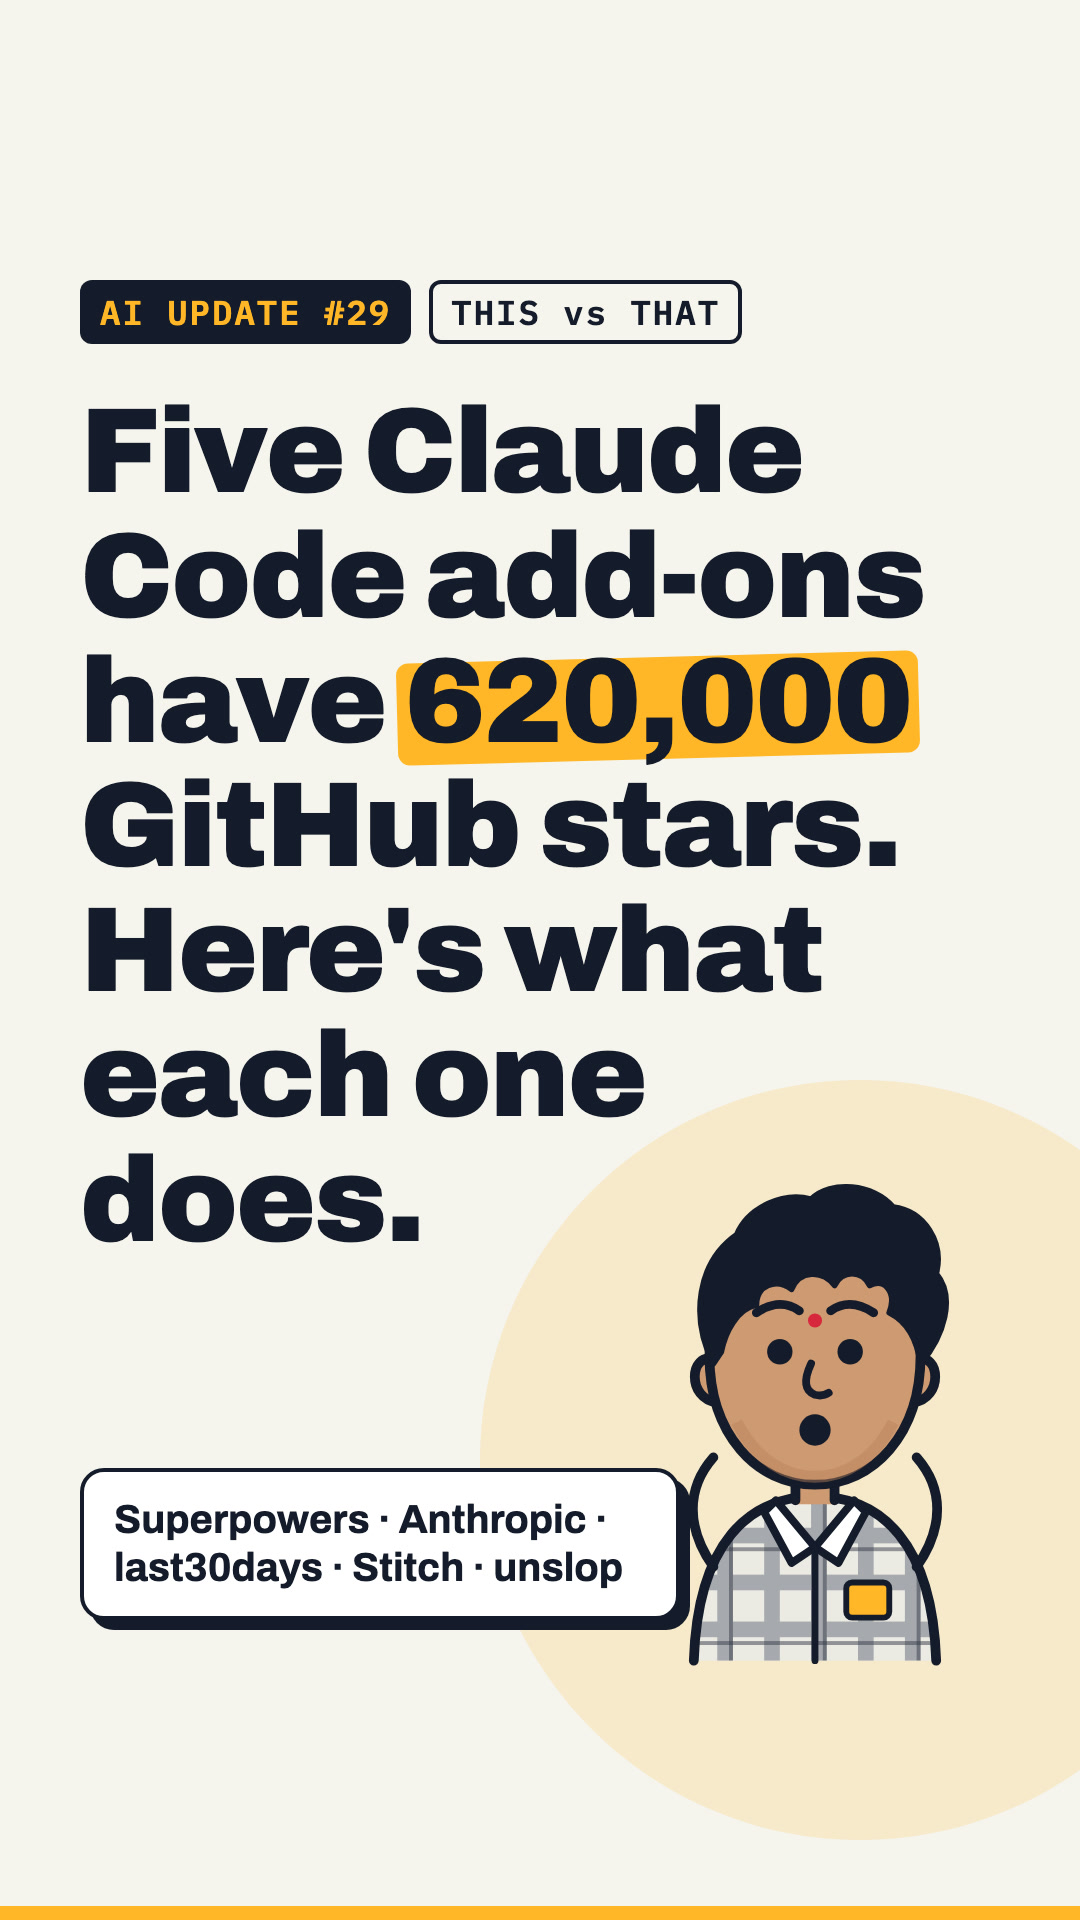 AI UPDATE #29
THIS vs THAT
Five Claude
Code add-ons
have 620,000
GitHub stars.
Here's what
each one
does.
Superpowers · Anthropic ·
last30days · Stitch · unslop